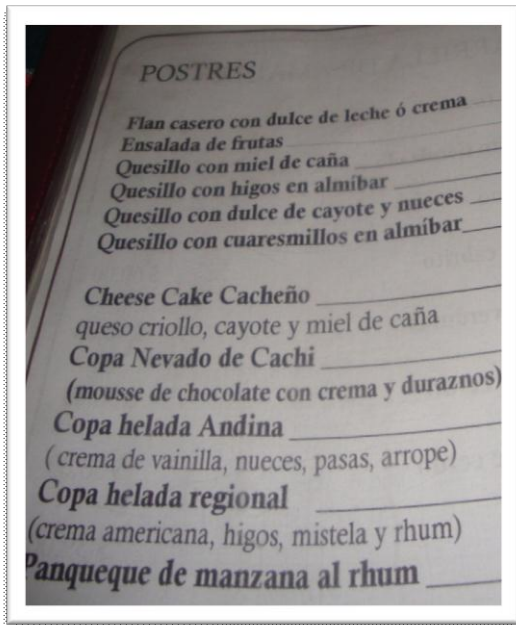 POSTRES
Flan casero con dulce de leche ó crema
Ensalada de frutas
Quesillo con miel de caña
Quesillo con higos en almíbar
Quesillo con dulce de cayote y nueces
Quesillo con cuaresmillos en almíbar
Cheese Cake Cacheño
queso criollo, cayote y miel de caña
Copa Nevado de Cachi
(mousse de chocolate con crema y duraznos)
Copa helada Andina
( crema de vainilla, nueces, pasas, arrope)
Copa helada regional
(crema americana, higos, mistela y rhum)
Panqueque de manzana al rhum